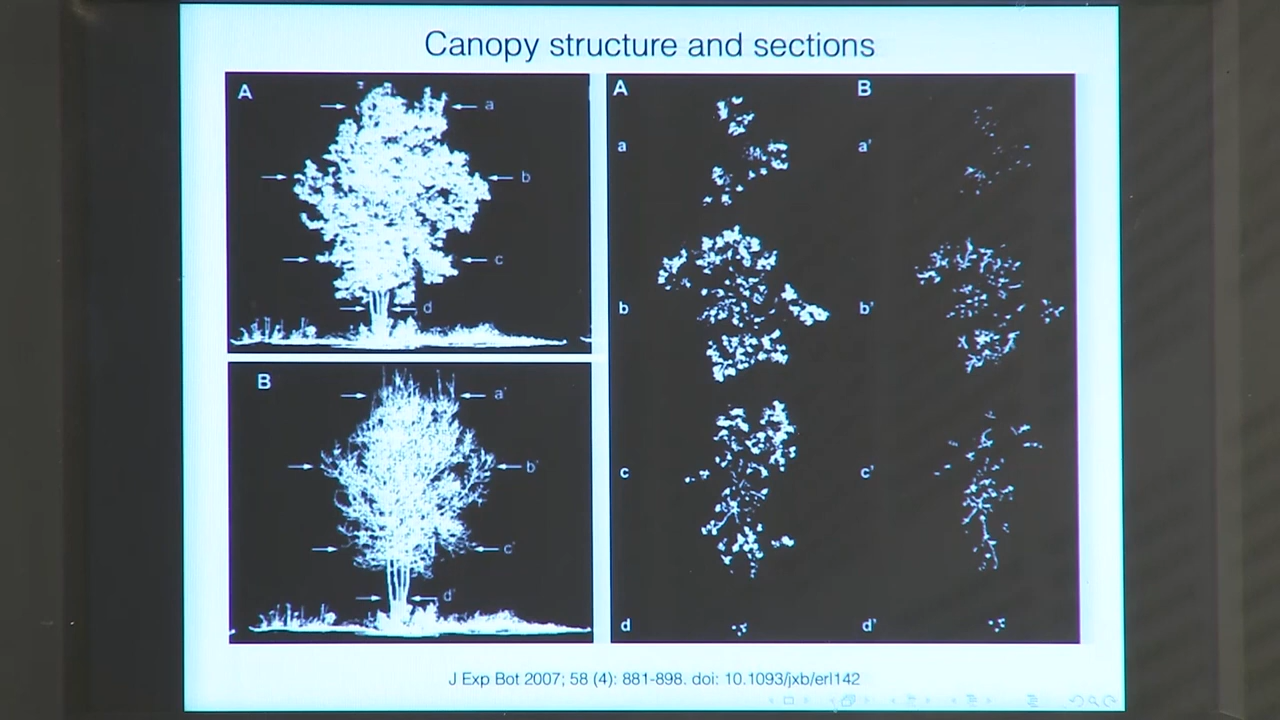 Canopy structure and sections
A
a
b
c
d
B
a'
b'
c'
d'
A B
a a'
b b'
c c'
d d'
J Exp Bot 2007; 58 (4): 881-898. doi: 10.1093/jxb/erl142